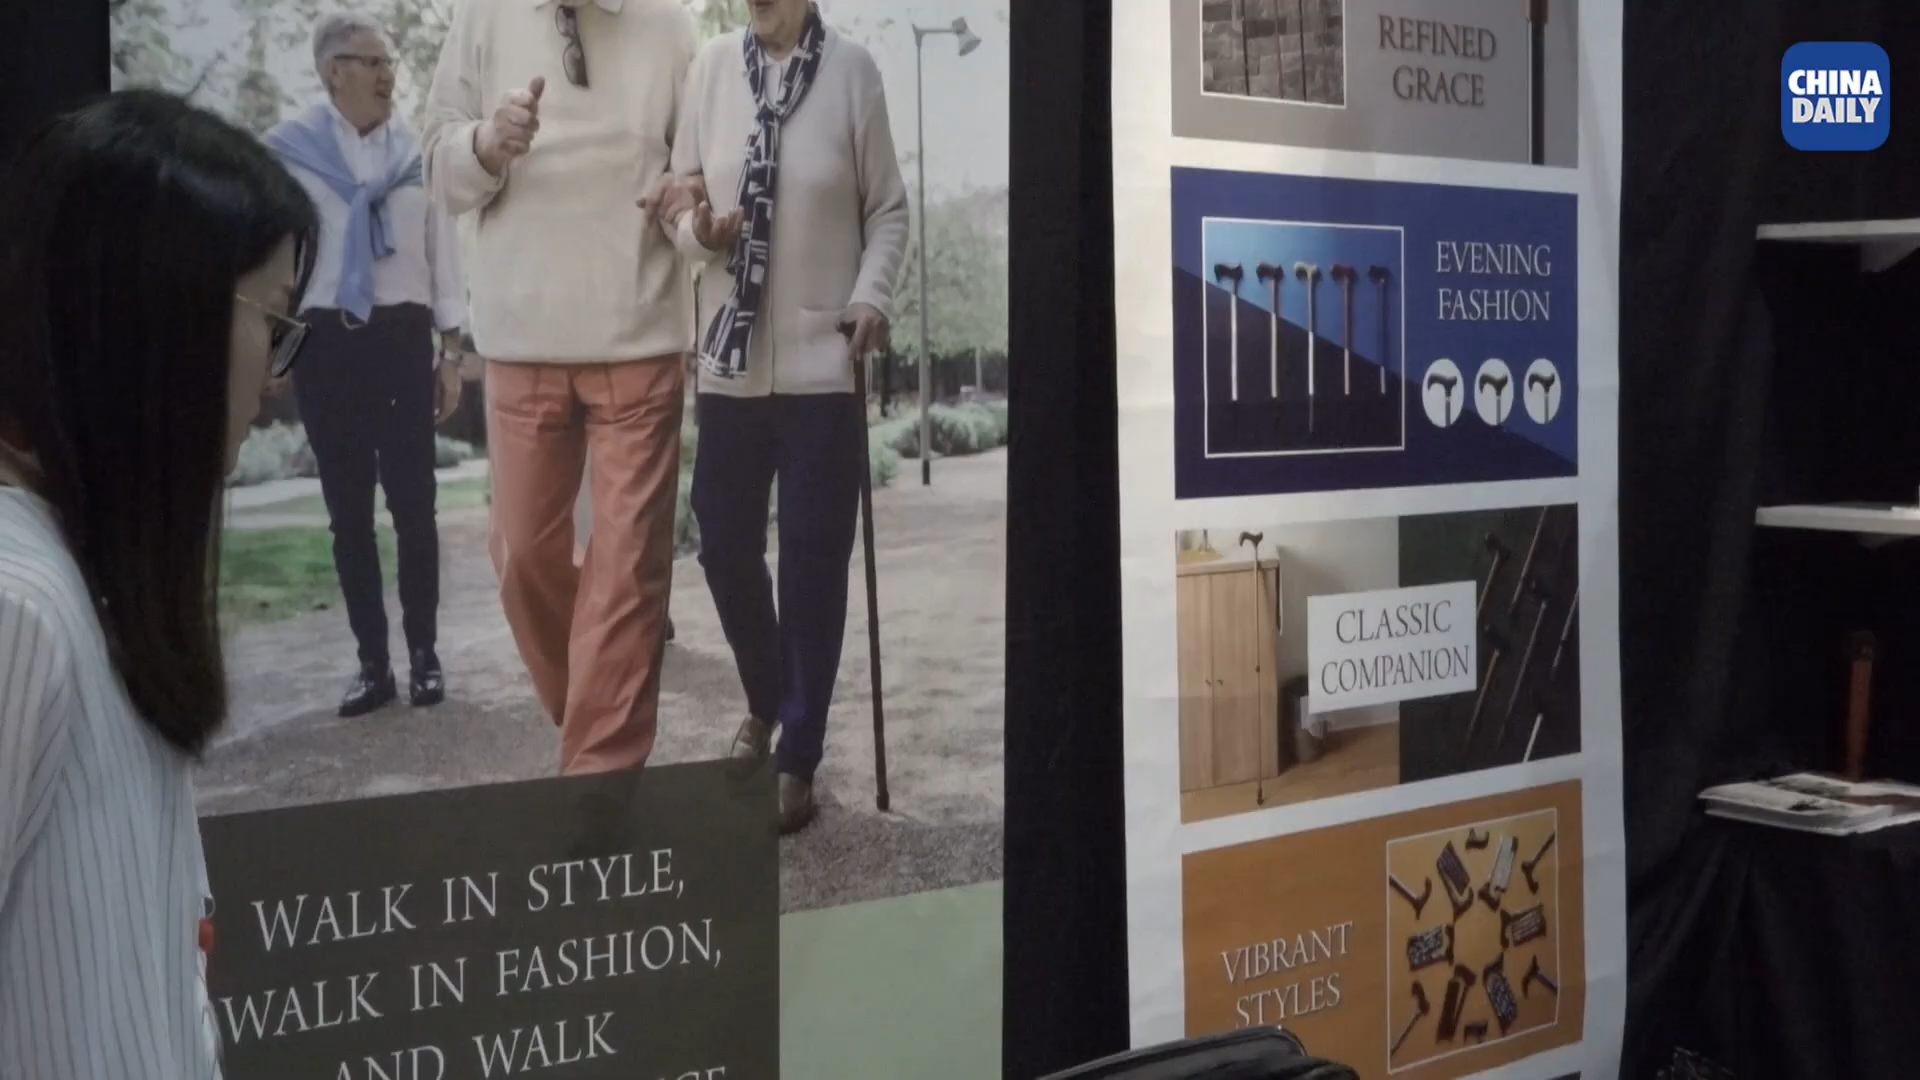 REFINED
GRACE
CHINA
DAILY
EVENING
FASHION
CLASSIC
COMPANION
WALK IN STYLE,
WALK IN FASHION,
AND WALK
VIBRANT
STYLES